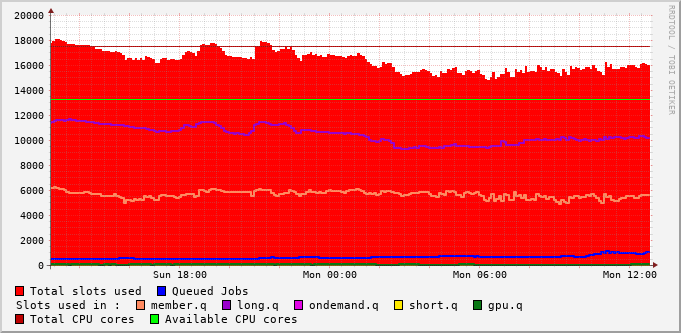 20000
18000
16000
14000
12000
10000
8000
6000
4000
2000
0
Sun 18:00 Mon 00:00 Mon 06:00 Mon 12:00
RRDTOOL / TOBI OETIKER
Total slots used Queued Jobs
Slots used in : member.q long.q ondemand.q short.q gpu.q
Total CPU cores Available CPU cores